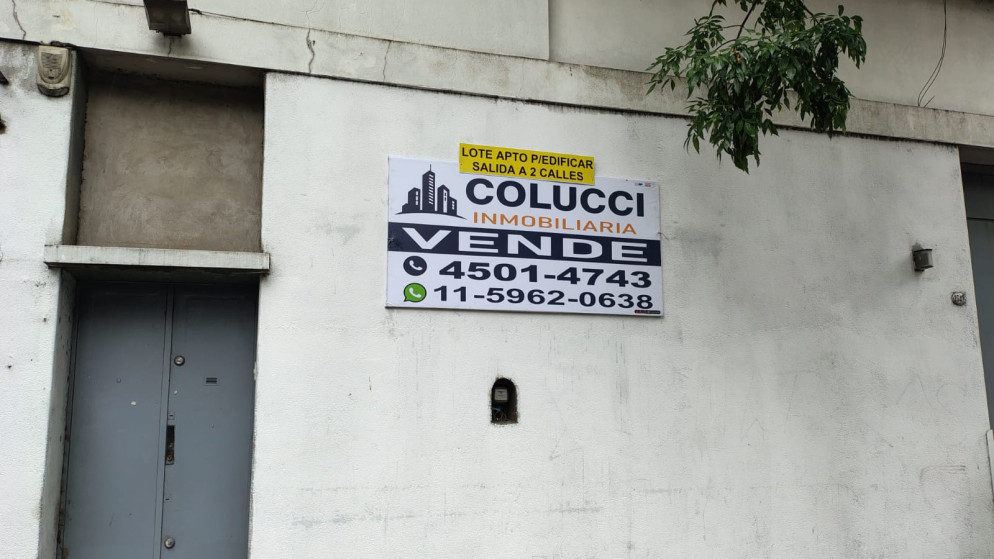 LOTE APTO P/EDIFICAR
SALIDA A 2 CALLES
COLUCCI
INMOBILIARIA
VENDE
4501-4743
11-5962-0638